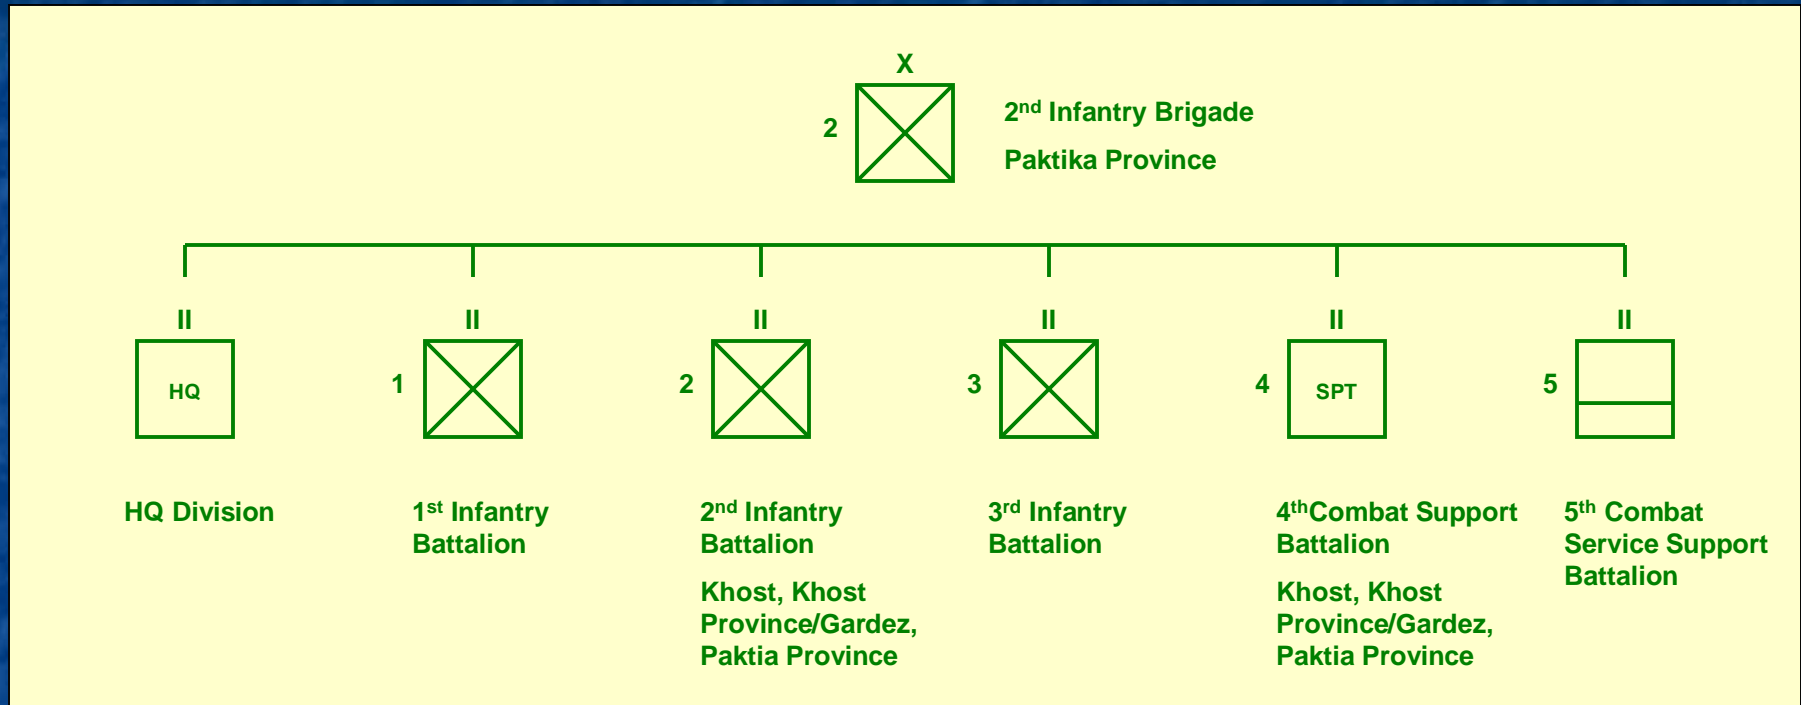 X
2
2nd Infantry Brigade
Paktika Province
II
II
II
II
II
II
HQ
1
2
3
4
SPT
5
HQ Division
1st Infantry
Battalion
2nd Infantry
Battalion
Khost, Khost
Province/Gardez,
Paktia Province
3rd Infantry
Battalion
4thCombat Support
Battalion
Khost, Khost
Province/Gardez,
Paktia Province
5th Combat
Service Support
Battalion